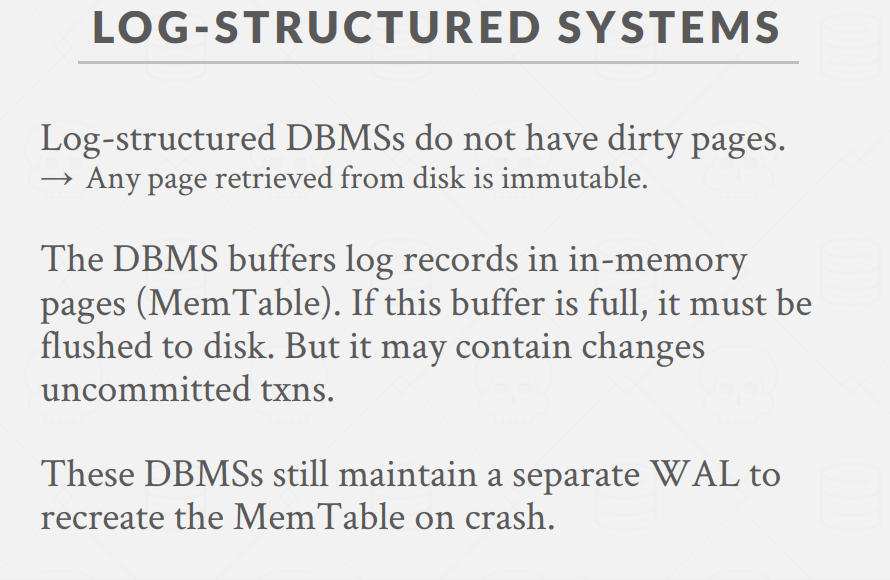 LOG-STRUCTURED SYSTEMS
Log-structured DBMSs do not have dirty pages.
→ Any page retrieved from disk is immutable.
The DBMS buffers log records in in-memory
pages (MemTable). If this buffer is full, it must be
flushed to disk. But it may contain changes
uncommitted txns.
These DBMSs still maintain a separate WAL to
recreate the MemTable on crash.